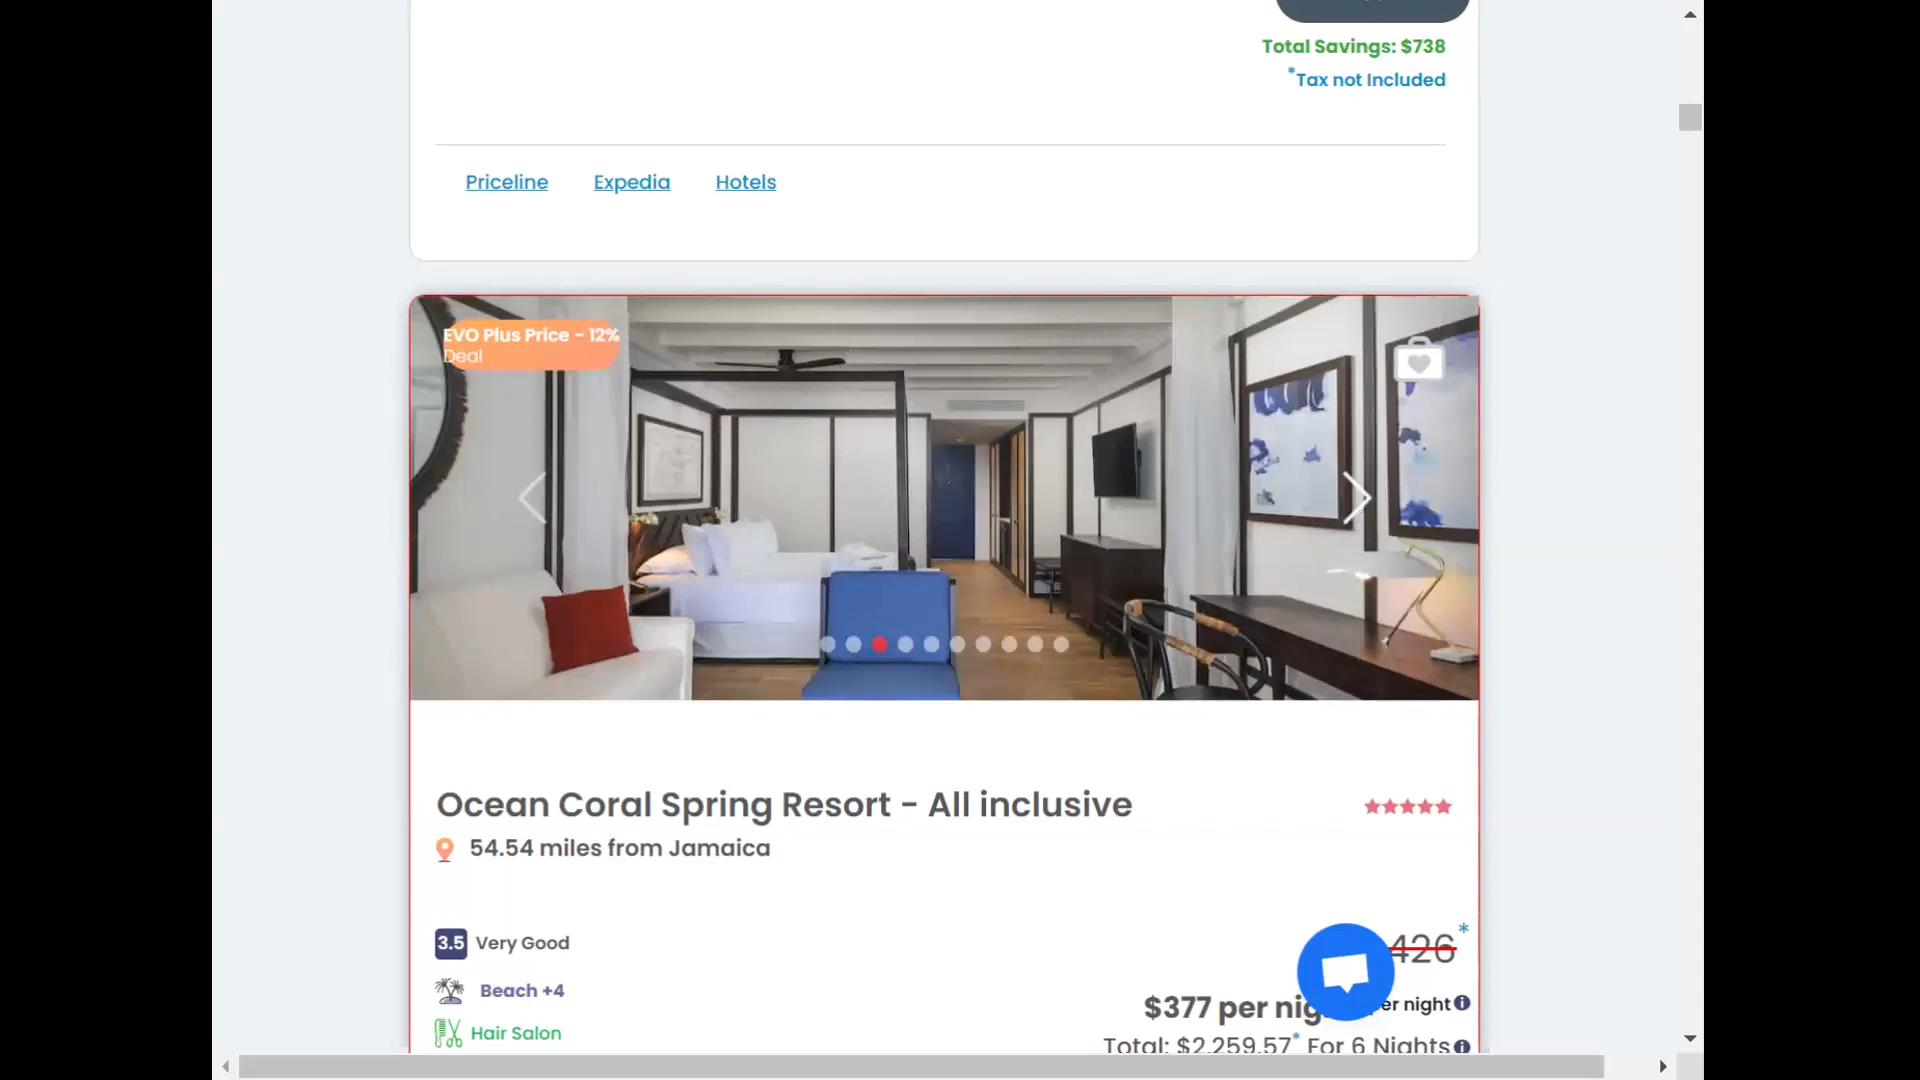 Total Savings: $738
*Tax not Included
Priceline Expedia Hotels
EVO Plus Price - 12%
Deal
Ocean Coral Spring Resort - All inclusive
54.54 miles from Jamaica
3.5 Very Good
426*
Beach +4
$377 per night
Hair Salon
Total: $2,259.57* For 6 Nights